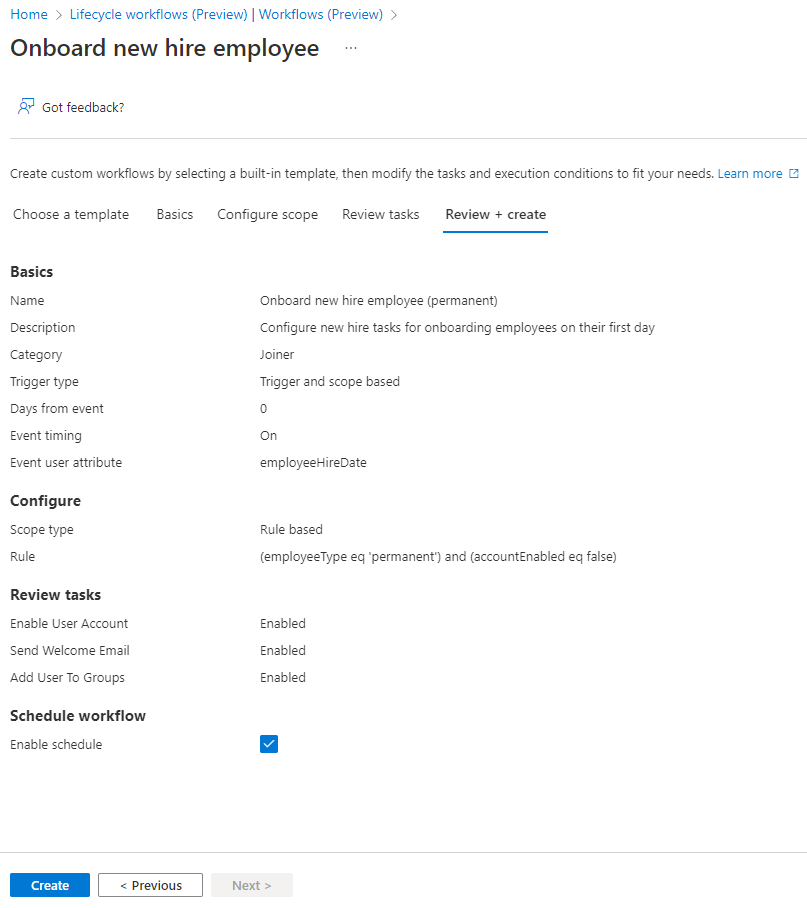 Home > Lifecycle workflows (Preview) | Workflows (Preview) >
Onboard new hire employee ...
Got feedback?
Create custom workflows by selecting a built-in template, then modify the tasks and execution conditions to fit your needs. Learn more
Choose a template Basics Configure scope Review tasks Review + create
Basics
Name Onboard new hire employee (permanent)
Description Configure new hire tasks for onboarding employees on their first day
Category Joiner
Trigger type Trigger and scope based
Days from event 0
Event timing On
Event user attribute employeeHireDate
Configure
Scope type Rule based
Rule (employeeType eq 'permanent') and (accountEnabled eq false)
Review tasks
Enable User Account Enabled
Send Welcome Email Enabled
Add User To Groups Enabled
Schedule workflow
Enable schedule
Create < Previous Next >